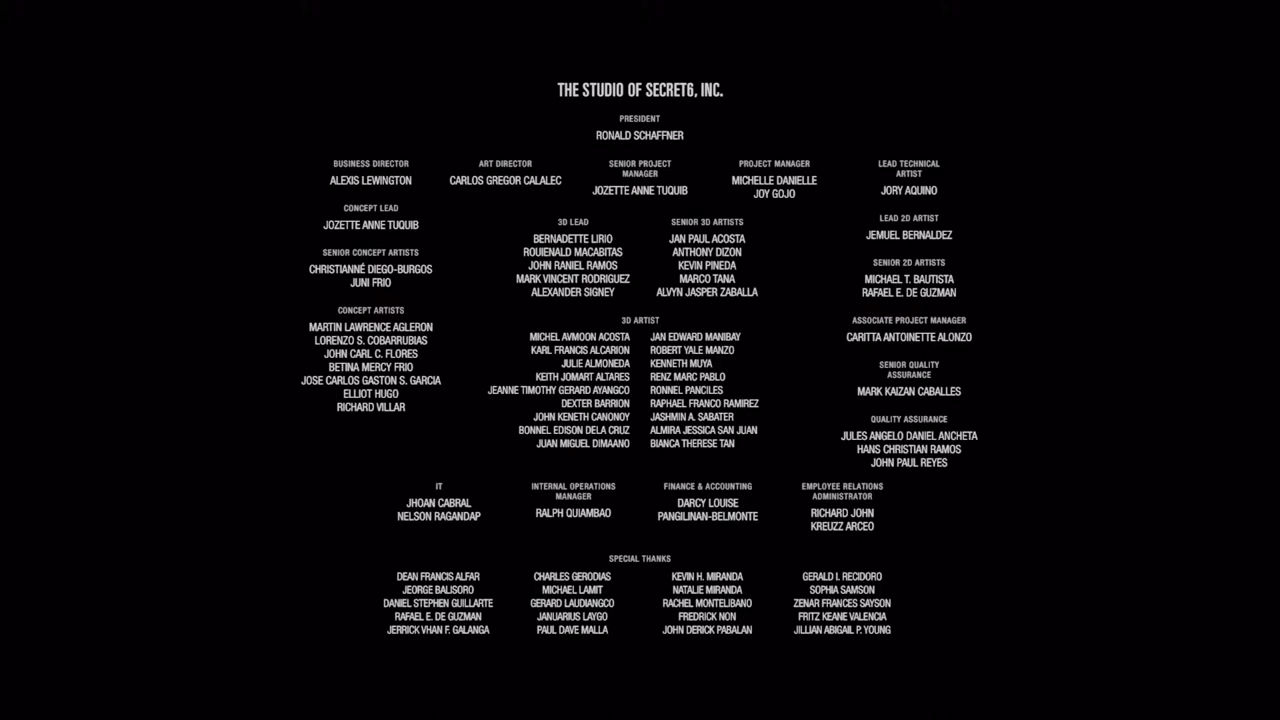 THE STUDIO OF SECRET6, INC.
PRESIDENT
RONALD SCHAFFNER
BUSINESS DIRECTOR
ALEXIS LEWINGTON
ART DIRECTOR
CARLOS GREGOR CALALEC
SENIOR PROJECT
MANAGER
JOZETTE ANNE TUQUIB
PROJECT MANAGER
MICHELLE DANIELLE
JOY GOJO
LEAD TECHNICAL
ARTIST
JORY AQUINO
CONCEPT LEAD
JOZETTE ANNE TUQUIB
SENIOR CONCEPT ARTISTS
CHRISTIANNÉ DIEGO-BURGOS
JUNI FRIO
CONCEPT ARTISTS
MARTIN LAWRENCE AGLERON
LORENZO S. COBARRUBIAS
JOHN CARL C. FLORES
BETINA MERCY FRIO
JOSE CARLOS GASTON S. GARCIA
ELLIOT HUGO
RICHARD VILLAR
3D LEAD
BERNADETTE LIRIO
ROUIENALD MACABITAS
JOHN RANIEL RAMOS
MARK VINCENT RODRIGUEZ
ALEXANDER SIGNEY
SENIOR 3D ARTISTS
JAN PAUL ACOSTA
ANTHONY DIZON
KEVIN PINEDA
MARCO TANA
ALVYN JASPER ZABALLA
3D ARTIST
MICHEL AVMOON ACOSTA
KARL FRANCIS ALCARION
JULIE ALMONEDA
KEITH JOMART ALTARES
JEANNE TIMOTHY GERARD AYANGCO
DEXTER BARRION
JOHN KENETH CANONOY
BONNEL EDISON DELA CRUZ
JUAN MIGUEL DIMAANO
JAN EDWARD MANIBAY
ROBERT YALE MANZO
KENNETH MUYA
RENZ MARC PABLO
RONNEL PANCILES
RAPHAEL FRANCO RAMIREZ
JASHMIN A. SABATER
ALMIRA JESSICA SAN JUAN
BIANCA THERESE TAN
LEAD 2D ARTIST
JEMUEL BERNALDEZ
SENIOR 2D ARTISTS
MICHAEL T. BAUTISTA
RAFAEL E. DE GUZMAN
ASSOCIATE PROJECT MANAGER
CARITTA ANTOINETTE ALONZO
SENIOR QUALITY
ASSURANCE
MARK KAIZAN CABALLES
QUALITY ASSURANCE
JULES ANGELO DANIEL ANCHETA
HANS CHRISTIAN RAMOS
JOHN PAUL REYES
IT
JHOAN CABRAL
NELSON RAGANDAP
INTERNAL OPERATIONS
MANAGER
RALPH QUIAMBAO
FINANCE & ACCOUNTING
DARCY LOUISE
PANGILINAN-BELMONTE
EMPLOYEE RELATIONS
ADMINISTRATOR
RICHARD JOHN
KREUZZ ARCEO
SPECIAL THANKS
DEAN FRANCIS ALFAR
JEORGE BALISORO
DANIEL STEPHEN GUILLARTE
RAFAEL E. DE GUZMAN
JERRICK VHAN F. GALANGA
CHARLES GERODIAS
MICHAEL LAMIT
GERARD LAUDIANGCO
JANUARIUS LAYGO
PAUL DAVE MALLA
KEVIN H. MIRANDA
NATALIE MIRANDA
RACHEL MONTELIBANO
FREDRICK NON
JOHN DERICK PABALAN
GERALD I. RECIDORO
SOPHIA SAMSON
ZENAR FRANCES SAYSON
FRITZ KEANE VALENCIA
JILLIAN ABIGAIL P. YOUNG